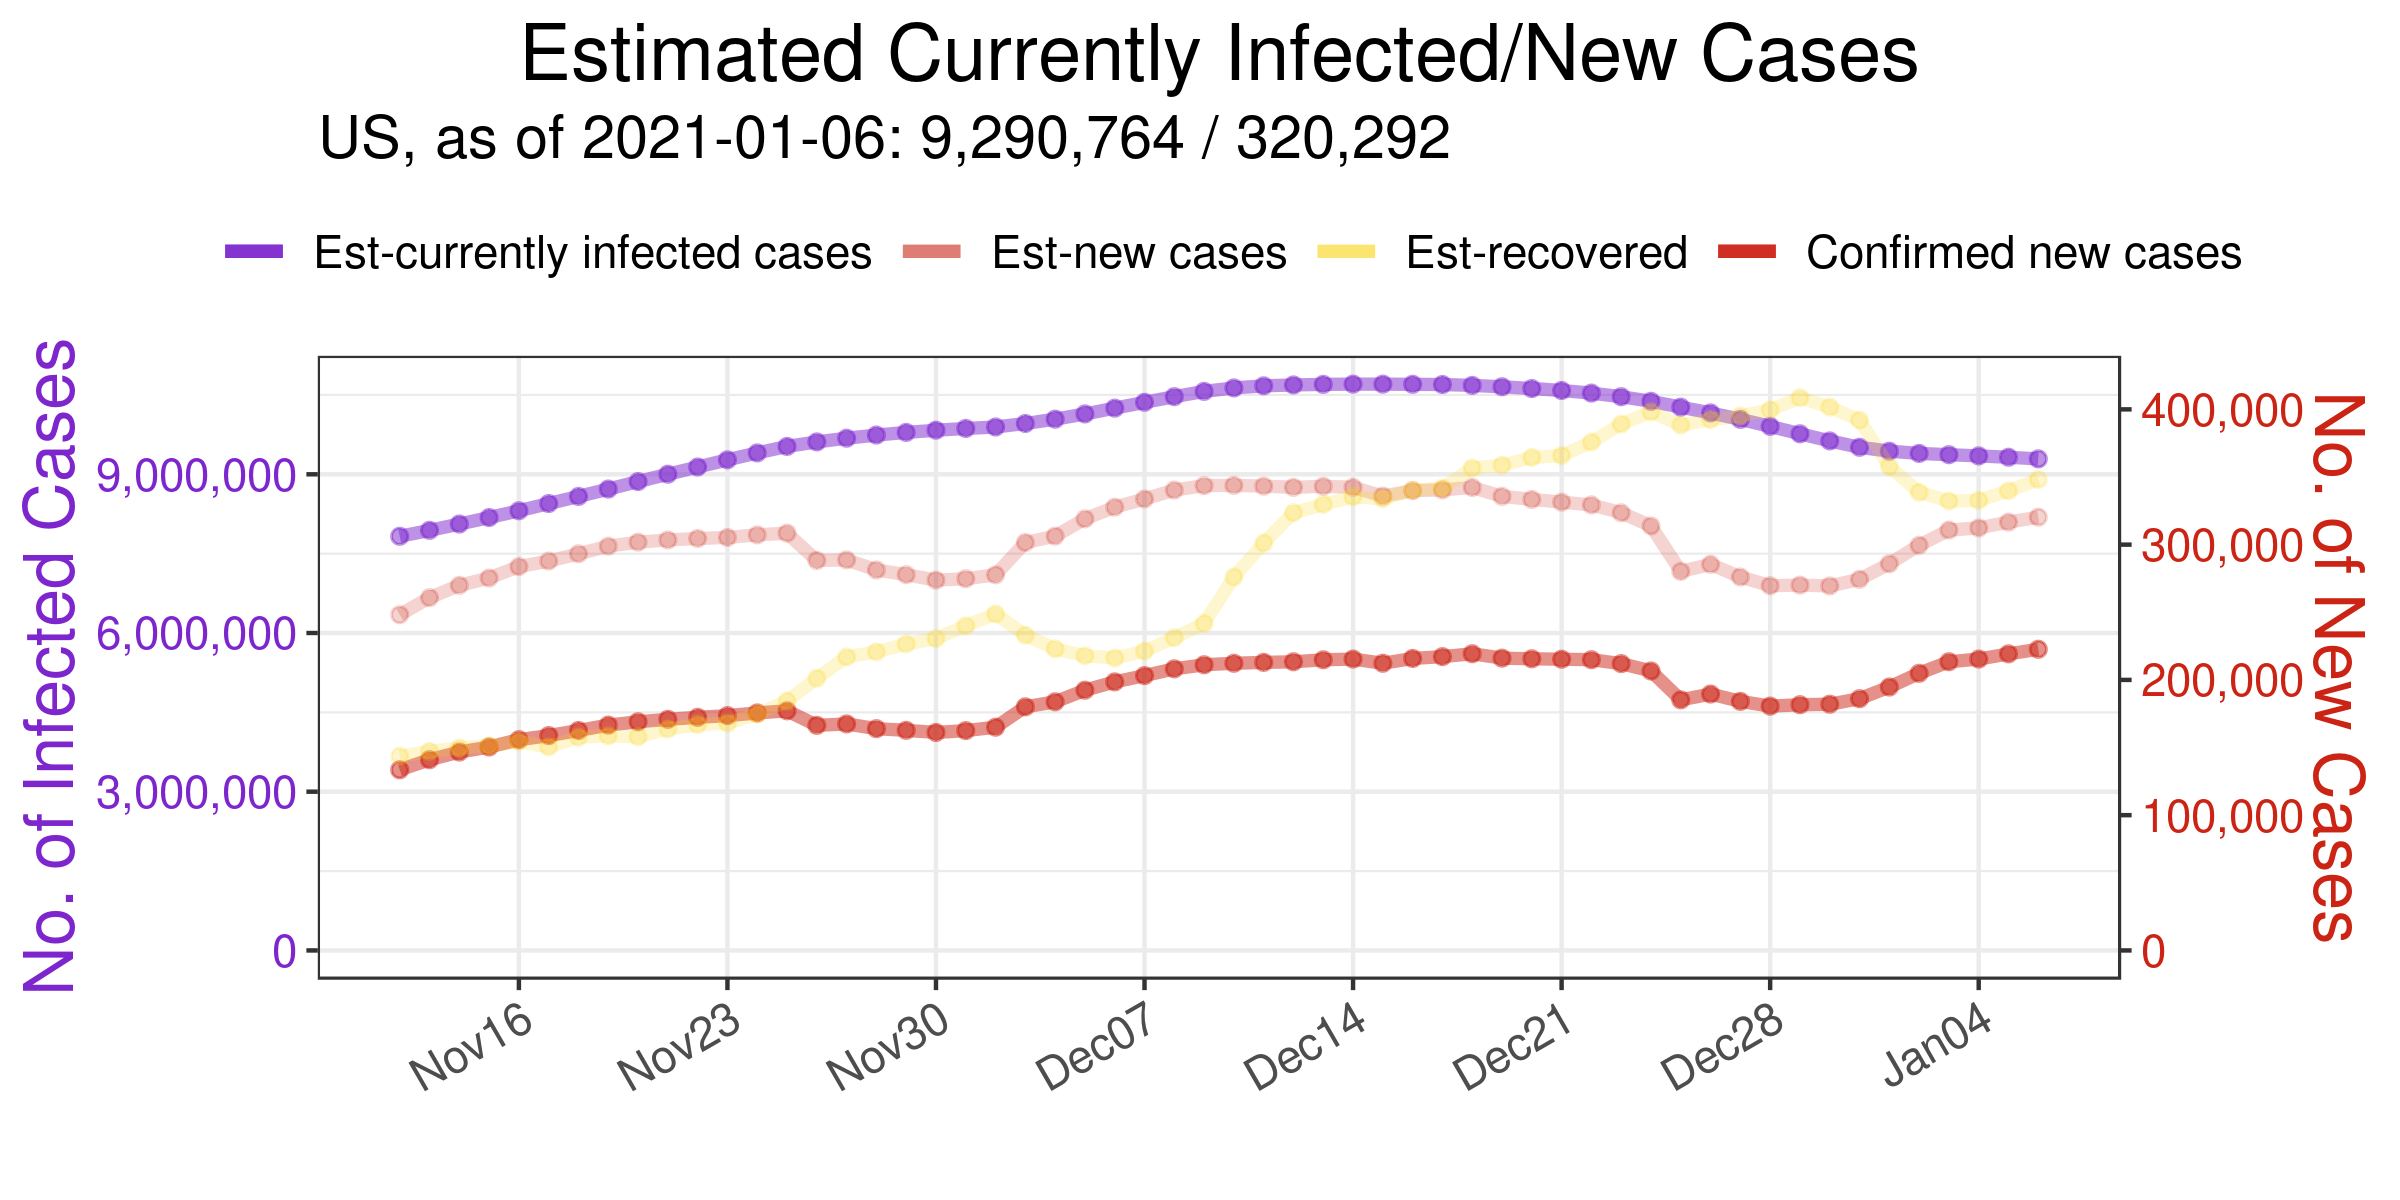 Estimated Currently Infected/New Cases
US, as of 2021-01-06: 9,290,764 / 320,292
Est-currently infected cases Est-new cases Est-recovered Confirmed new cases
No. of Infected Cases
9,000,000
6,000,000
3,000,000
0
400,000
300,000
200,000
100,000
0
No. of New Cases
Nov16 Nov23 Nov30 Dec07 Dec14 Dec21 Dec28 Jan04